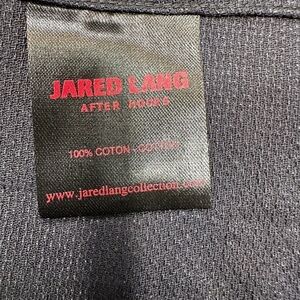 JARED LANG
AFTER HOURS
100% COTON - COTTON
www.jaredlangcollection.com